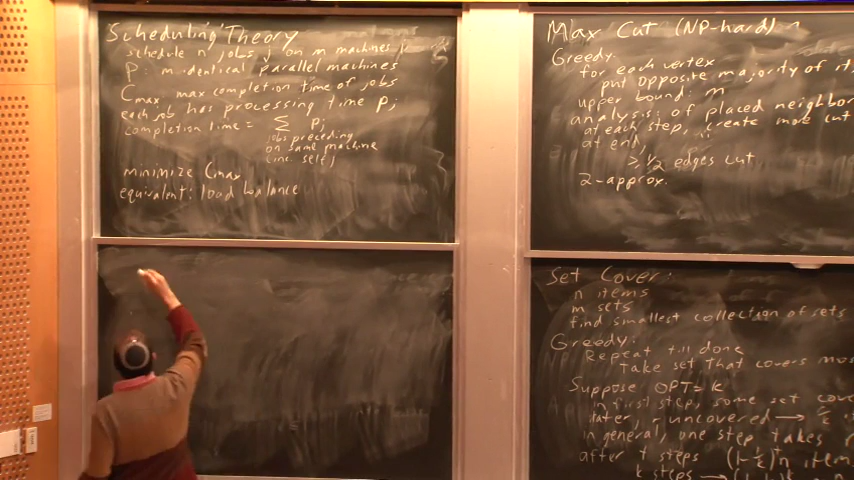 Scheduling Theory
schedule n jobs j on m machines
P: m identical parallel machines
Cmax max completion time of jobs
each job has processing time Pj
completion time = Σ Pj
jobs preceding
on same machine
(inc. self)
minimize Cmax
equivalent: load balance
Max Cut (NP-hard)
Greedy:
for each vertex
put opposite majority of
upper bound: m
analysis: of placed neighbor
at each step, create more cut
at end,
≥ 1/2 edges cut
2-approx.
Set Cover:
n items
m sets
find smallest collection of sets
Greedy:
Repeat till done
take set that covers
Suppose OPT = k
in first step, some set
later, r uncovered →
in general, one step takes
after t steps (1-1/k)^t n
k steps →